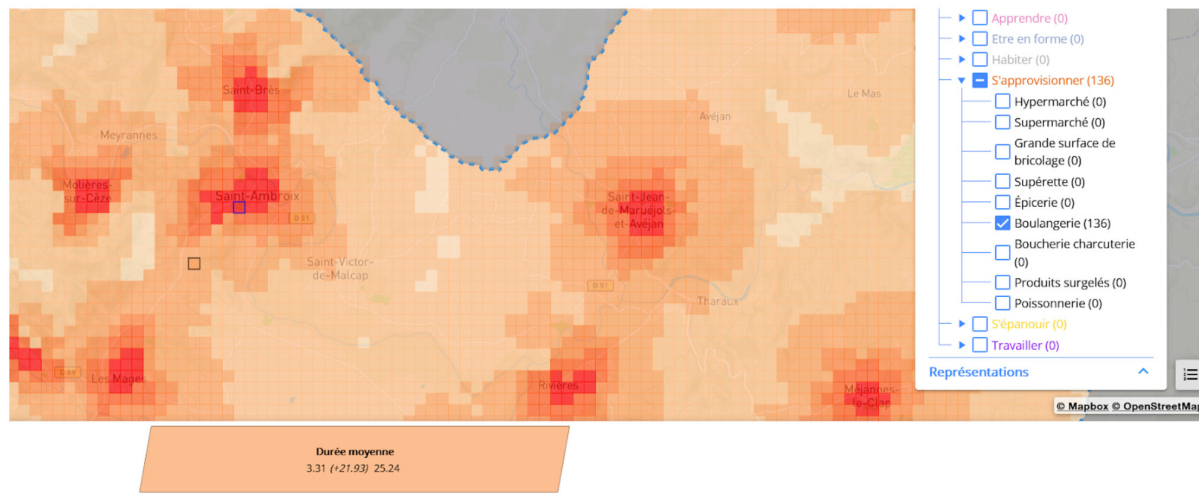 Apprendre (0)
Etre en forme (0)
Habiter (0)
S'approvisionner (136)
Hypermarché (0)
Supermarché (0)
Grande surface de
bricolage (0)
Supérette (0)
Épicerie (0)
Boulangerie (136)
Boucherie charcuterie
(0)
Produits surgelés (0)
Poissonnerie (0)
S'épanouir (0)
Travailler (0)
Représentations
Saint-Brès
Le Mas
Avéjan
Meyrannes
Molières-
sur-Cèze
Saint-Ambroix
D 51
Saint-Jean-
de-Maruéjols-
et-Avéjan
Saint-Victor-
de-Malcap
D 51
Tharaux
Les Mages
Rivières
Méjannes-
le-Clap
© Mapbox © OpenStreetMap
Durée moyenne
3.31 (+21.93) 25.24